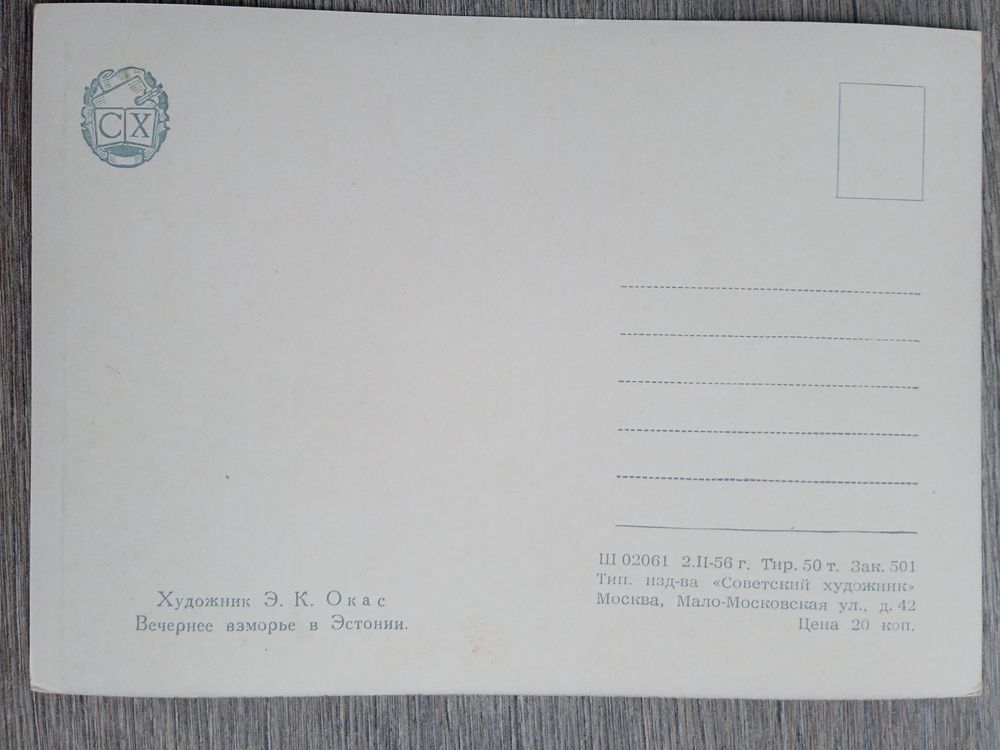 СХ
Художник Э. К. Окас
Вечернее взморье в Эстонии.
Ш 02061 2.II-56 г. Тир. 50 т. Зак. 501
Тип. изд-ва «Советский художник»
Москва, Мало-Московская ул., д. 42
Цена 20 коп.